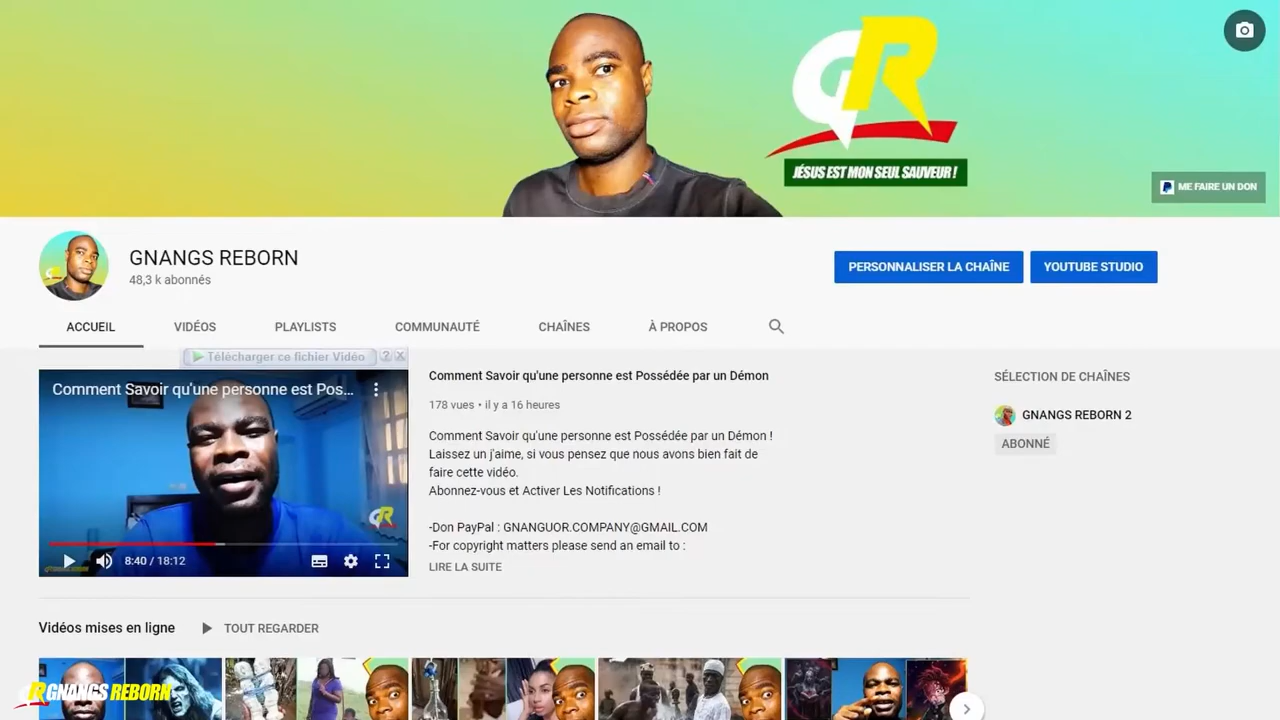 GR
JÉSUS EST MON SEUL SAUVEUR !
ME FAIRE UN DON
GNANGS REBORN
48,3 k abonnés
PERSONNALISER LA CHAÎNE
YOUTUBE STUDIO
ACCUEIL
VIDÉOS
PLAYLISTS
COMMUNAUTÉ
CHAÎNES
À PROPOS
Télécharger ce fichier Vidéo
? X
Comment Savoir qu'une personne est Pos...
8:40 / 18:12
Comment Savoir qu'une personne est Possédée par un Démon
178 vues • il y a 16 heures
Comment Savoir qu'une personne est Possédée par un Démon !
Laissez un j'aime, si vous pensez que nous avons bien fait de
faire cette vidéo.
Abonnez-vous et Activer Les Notifications !
-Don PayPal : GNANGUOR.COMPANY@GMAIL.COM
-For copyright matters please send an email to :
LIRE LA SUITE
SÉLECTION DE CHAÎNES
GNANGS REBORN 2
ABONNÉ
Vidéos mises en ligne
TOUT REGARDER
GR GNANGS REBORN